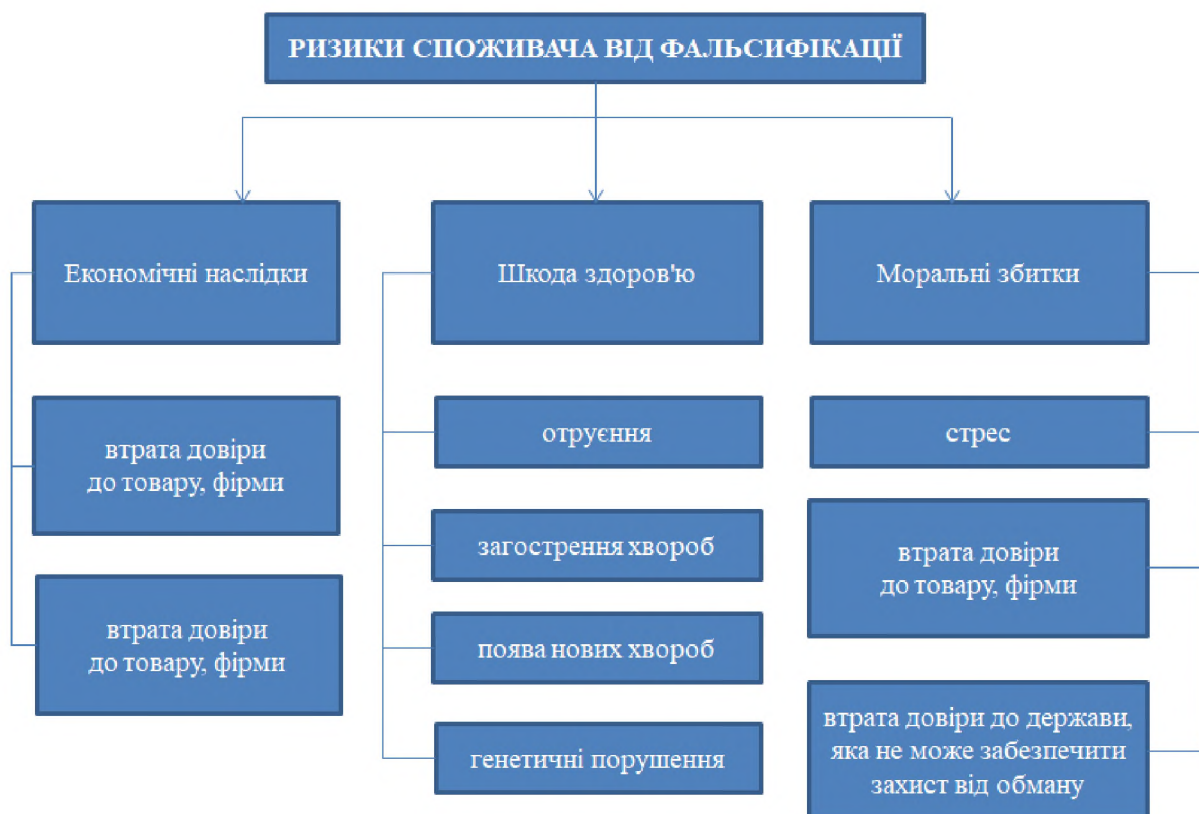 РИЗИКИ СПОЖИВАЧА ВІД ФАЛЬСИФІКАЦІЇ
Економічні наслідки
втрата довіри
до товару, фірми
втрата довіри
до товару, фірми
Шкода здоров'ю
отруєння
загострення хвороб
поява нових хвороб
генетичні порушення
Моральні збитки
стрес
втрата довіри
до товару, фірми
втрата довіри до держави,
яка не може забезпечити
захист від обману